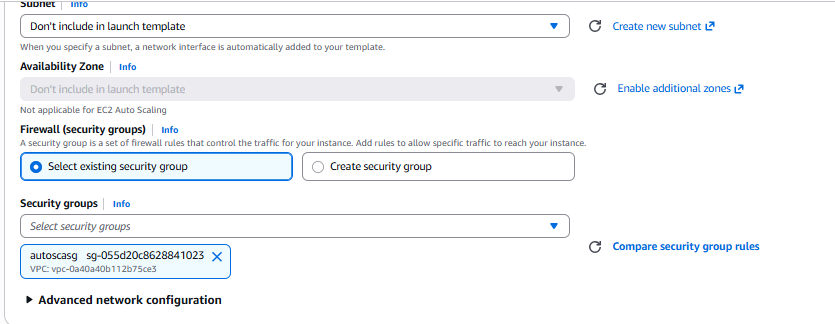 Subnet Info
Don't include in launch template
Create new subnet
When you specify a subnet, a network interface is automatically added to your template.
Availability Zone Info
Don't include in launch template
Enable additional zones
Not applicable for EC2 Auto Scaling
Firewall (security groups) Info
A security group is a set of firewall rules that control the traffic for your instance. Add rules to allow specific traffic to reach your instance.
Select existing security group
Create security group
Security groups Info
Select security groups
Compare security group rules
autoscasg sg-055d20c8628841023
VPC: vpc-0a40a40b112b75ce3
Advanced network configuration